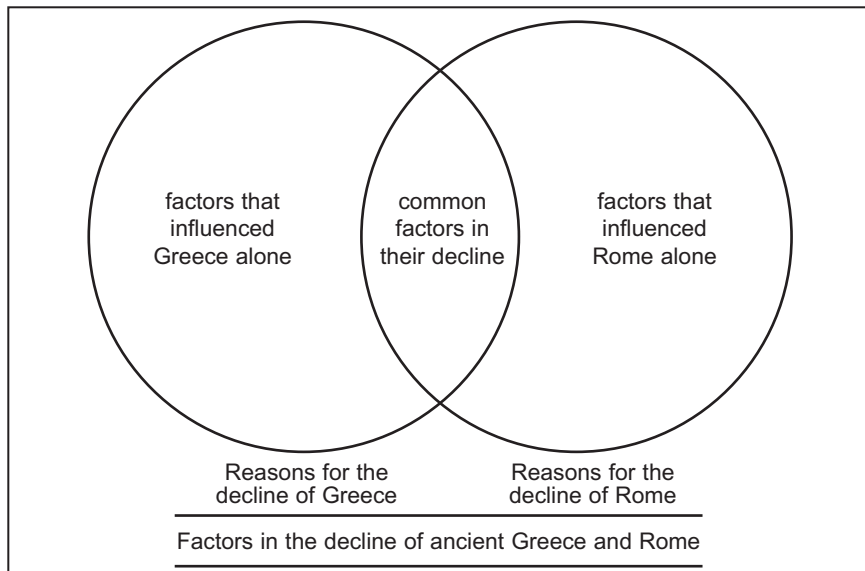 factors that
influenced
Greece alone
common
factors in
their decline
factors that
influenced
Rome alone
Reasons for the
decline of Greece
Reasons for the
decline of Rome
Factors in the decline of ancient Greece and Rome